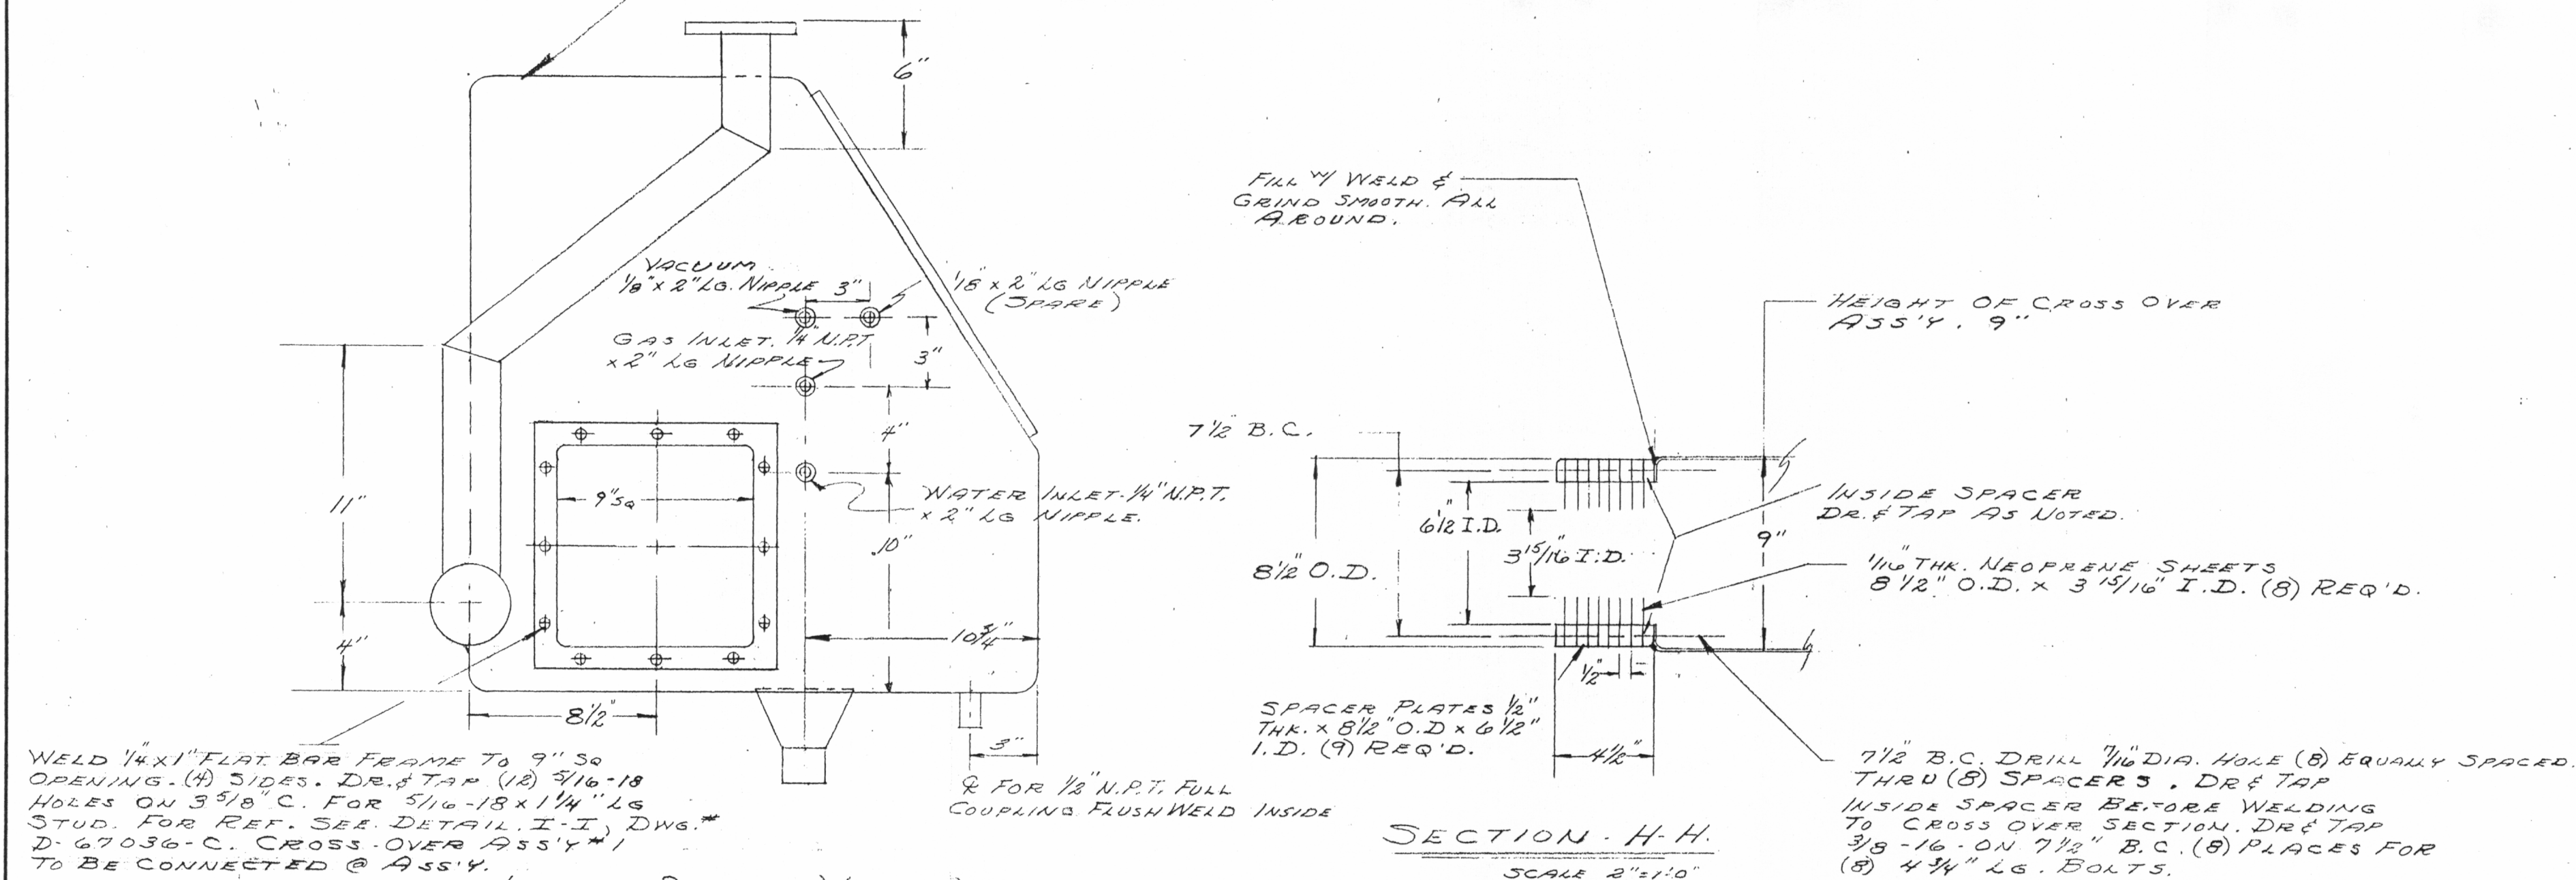 6"
VACUUM
1/8" x 2" LG. NIPPLE
3"
1/8 x 2" LG NIPPLE
(SPARE)
GAS INLET. 1/4" N.P.T
x 2" LG NIPPLE
3"
4"
11"
9" SQ
WATER INLET - 1/4" N.P.T.
x 2" LG NIPPLE.
10"
10 3/4"
4"
8 1/2"
3"
WELD 1/4 x 1" FLAT BAR FRAME TO 9" SQ
OPENING - (4) SIDES. DR. & TAP (12) 5/16-18
HOLES ON 3 5/8" C. FOR 5/16-18 x 1 1/4" LG
STUD. FOR REF. SEE DETAIL. I-I, DWG. #
D-67036-C. CROSS-OVER ASS'Y #1
TO BE CONNECTED @ ASS'Y.
℄ FOR 1/2" N.P.T. FULL
COUPLING FLUSH WELD INSIDE
FILL W/ WELD &
GRIND SMOOTH. ALL
AROUND.
HEIGHT OF CROSS OVER
ASS'Y. 9"
7 1/2" B.C.
6 1/2 I.D.
3 15/16" I.D.
8 1/2" O.D.
9"
INSIDE SPACER
DR. & TAP AS NOTED.
1/16" THK. NEOPRENE SHEETS
8 1/2" O.D. x 3 15/16" I.D. (8) REQ'D.
1/2"
SPACER PLATES 1/2"
THK. x 8 1/2" O.D x 6 1/2"
I.D. (9) REQ'D.
4 1/2"
7 1/2" B.C. DRILL 7/16" DIA. HOLE (8) EQUALLY SPACED.
THRU (8) SPACERS. DR & TAP
INSIDE SPACER BEFORE WELDING
TO CROSS OVER SECTION. DR & TAP
3/8-16 - ON 7 1/2" B.C. (8) PLACES FOR
(8) 4 3/4" LG. BOLTS.
SECTION - H-H.
SCALE 2"=1'-0"